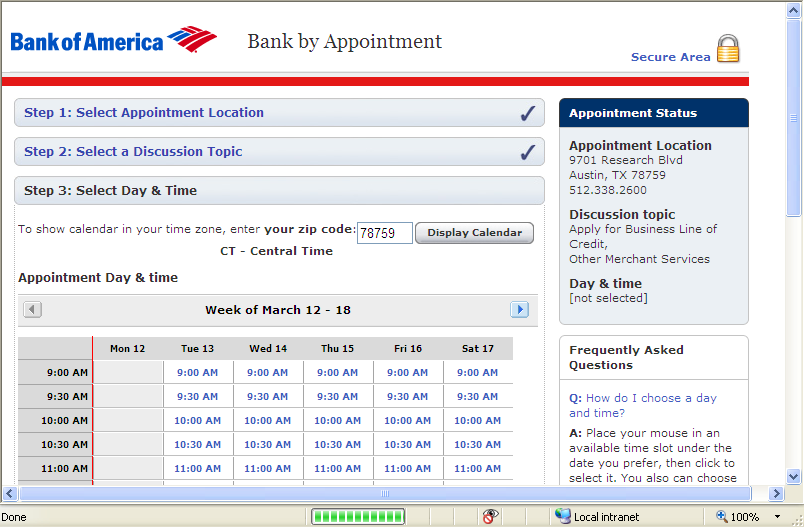 Bank of America
Bank by Appointment
Secure Area
Step 1: Select Appointment Location
Step 2: Select a Discussion Topic
Step 3: Select Day & Time
To show calendar in your time zone, enter your zip code: 78759 Display Calendar
CT - Central Time
Appointment Day & time
Week of March 12 - 18
Mon 12 Tue 13 Wed 14 Thu 15 Fri 16 Sat 17
9:00 AM 9:00 AM 9:00 AM 9:00 AM 9:00 AM 9:00 AM
9:30 AM 9:30 AM 9:30 AM 9:30 AM 9:30 AM 9:30 AM
10:00 AM 10:00 AM 10:00 AM 10:00 AM 10:00 AM 10:00 AM
10:30 AM 10:30 AM 10:30 AM 10:30 AM 10:30 AM 10:30 AM
11:00 AM 11:00 AM 11:00 AM 11:00 AM 11:00 AM 11:00 AM
Appointment Status
Appointment Location
9701 Research Blvd
Austin, TX 78759
512.338.2600
Discussion topic
Apply for Business Line of
Credit,
Other Merchant Services
Day & time
[not selected]
Frequently Asked
Questions
Q: How do I choose a day
and time?
A: Place your mouse in an
available time slot under the
date you prefer, then click to
select it. You also can choose
Done
Local intranet
100%